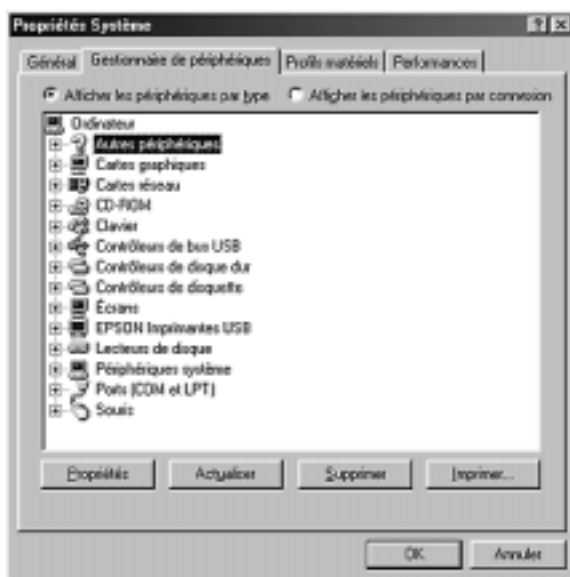 Propriétés Système
Général Gestionnaire de périphériques Profils matériels Performances
Afficher les périphériques par type Afficher les périphériques par connexion
Ordinateur
Autres périphériques
Cartes graphiques
Cartes réseau
CD-ROM
Clavier
Contrôleurs de bus USB
Contrôleurs de disque dur
Contrôleurs de disquette
Écrans
EPSON Imprimantes USB
Lecteurs de disque
Périphériques système
Ports (COM et LPT)
Souris
Propriétés Actualiser Supprimer Imprimer...
OK Annuler